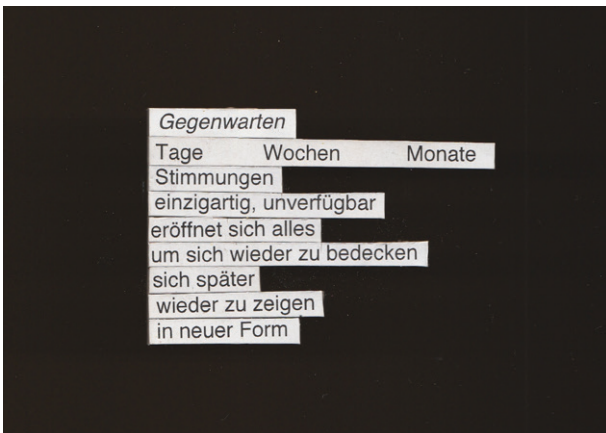 Gegenwarten
Tage Wochen Monate
Stimmungen
einzigartig, unverfügbar
eröffnet sich alles
um sich wieder zu bedecken
sich später
wieder zu zeigen
in neuer Form